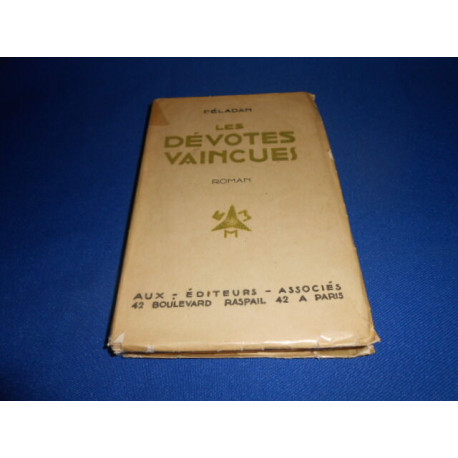 PÉLADAN
LES
DÉVOTES
VAINCUES
ROMAN
M
AUX - ÉDITEURS - ASSOCIÉS
42 BOULEVARD RASPAIL 42 A PARIS